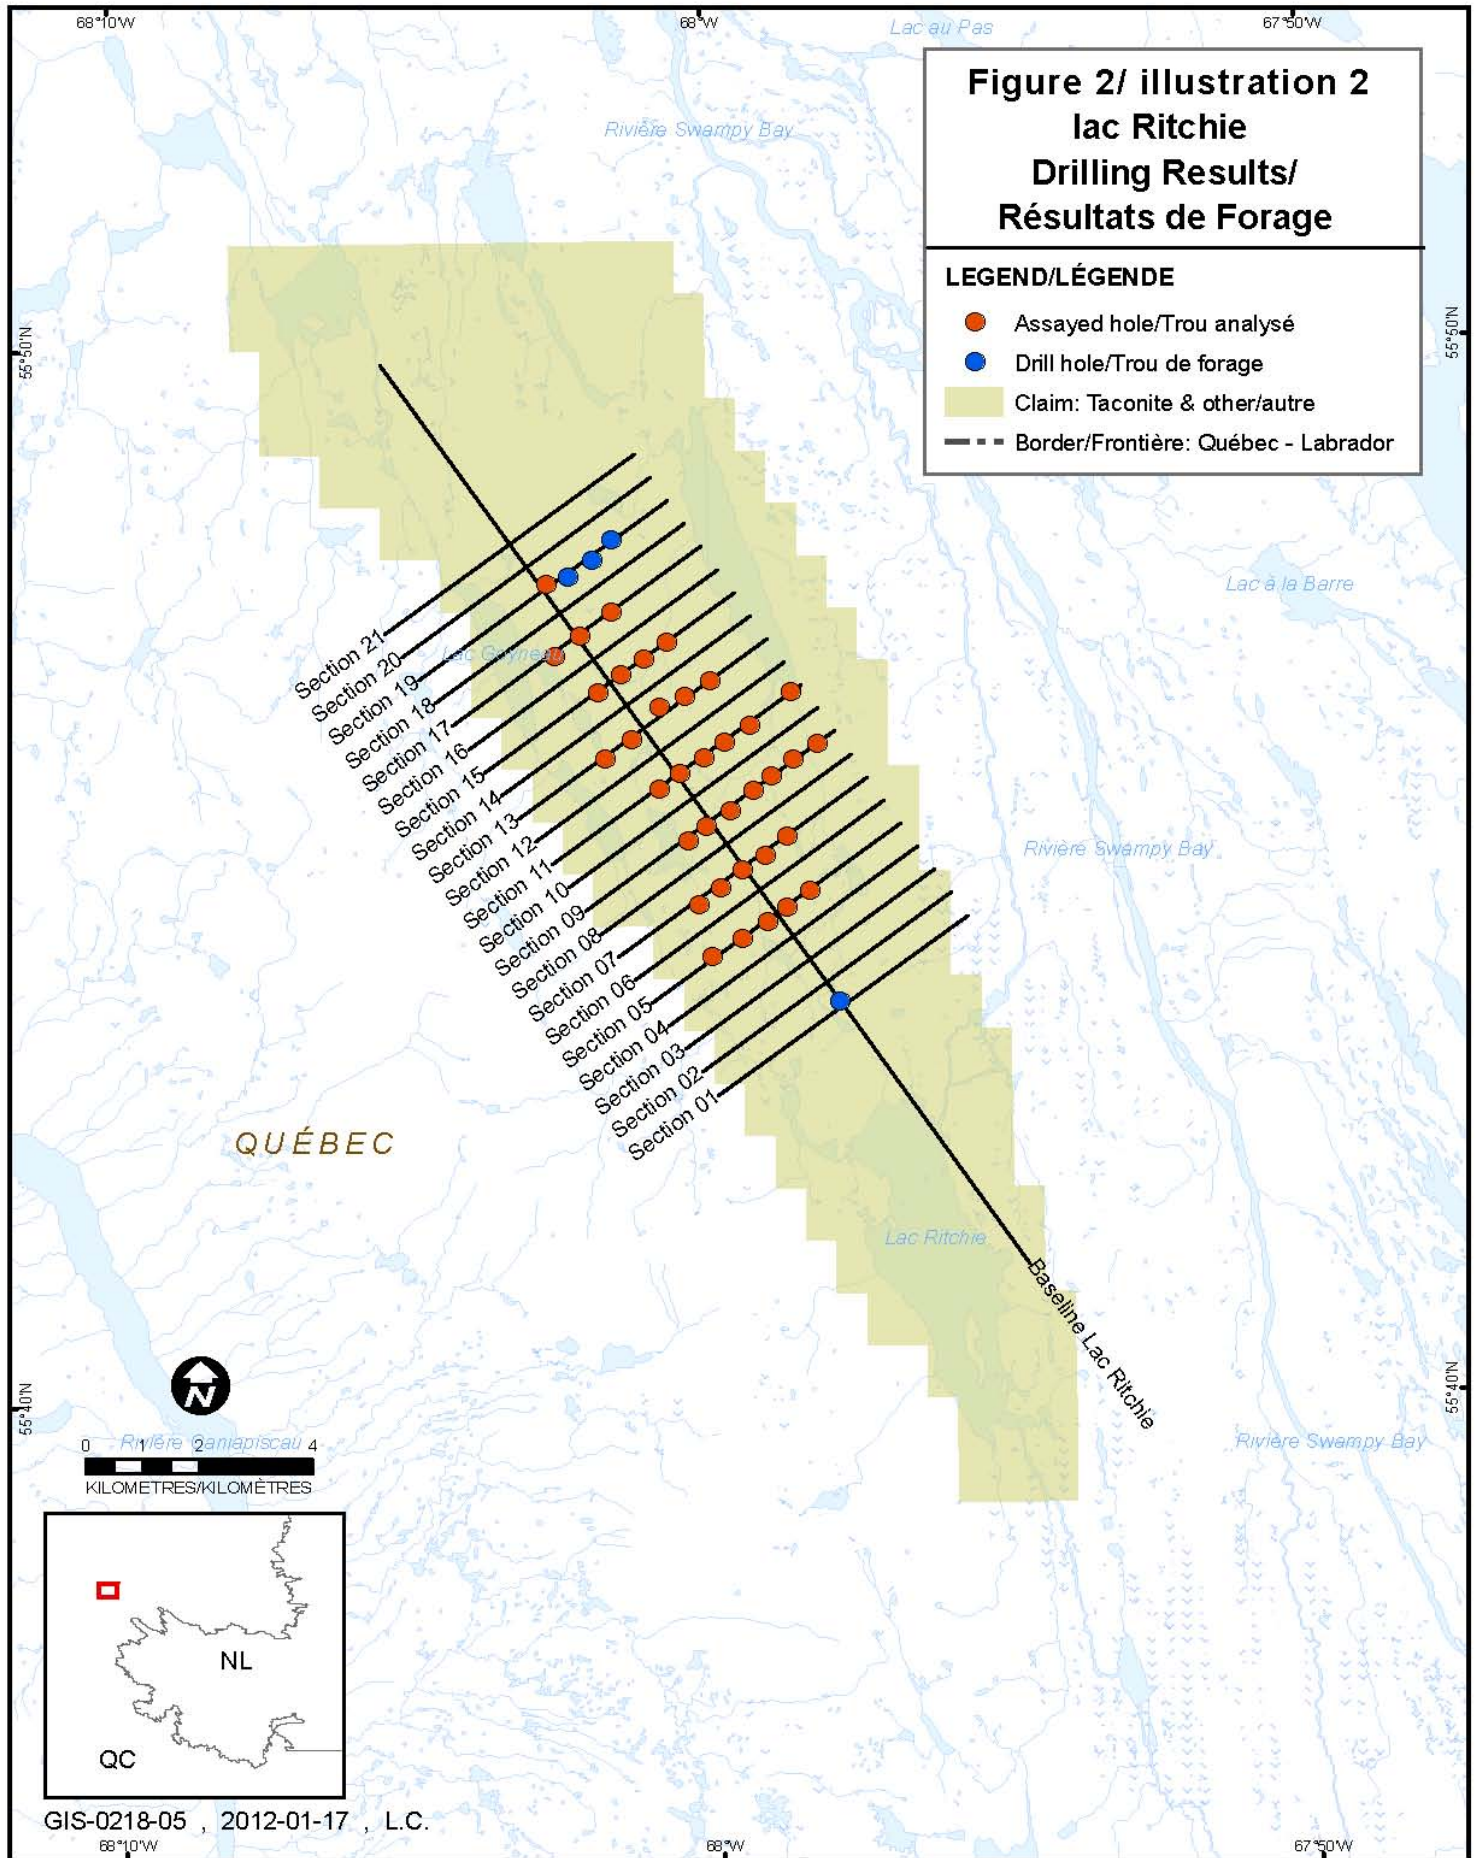 68°10'W
68°W
67°50'W
Lac au Pas
Figure 2/ illustration 2
lac Ritchie
Drilling Results/
Résultats de Forage
LEGEND/LÉGENDE
Assayed hole/Trou analysé
Drill hole/Trou de forage
Claim: Taconite & other/autre
Border/Frontière: Québec - Labrador
Rivière Swampy Bay
55°50'N
55°50'N
Lac à la Barre
Lac Gayneau
Section 21
Section 20
Section 19
Section 18
Section 17
Section 16
Section 15
Section 14
Section 13
Section 12
Section 11
Section 10
Section 09
Section 08
Section 07
Section 06
Section 05
Section 04
Section 03
Section 02
Section 01
Rivière Swampy Bay
QUÉBEC
Lac Ritchie
Baseline Lac Ritchie
55°40'N
55°40'N
N
Rivière Caniapiscau
0 1 2 4
KILOMETRES/KILOMÈTRES
Rivière Swampy Bay
NL
QC
GIS-0218-05 , 2012-01-17 , L.C.
68°10'W
68°W
67°50'W